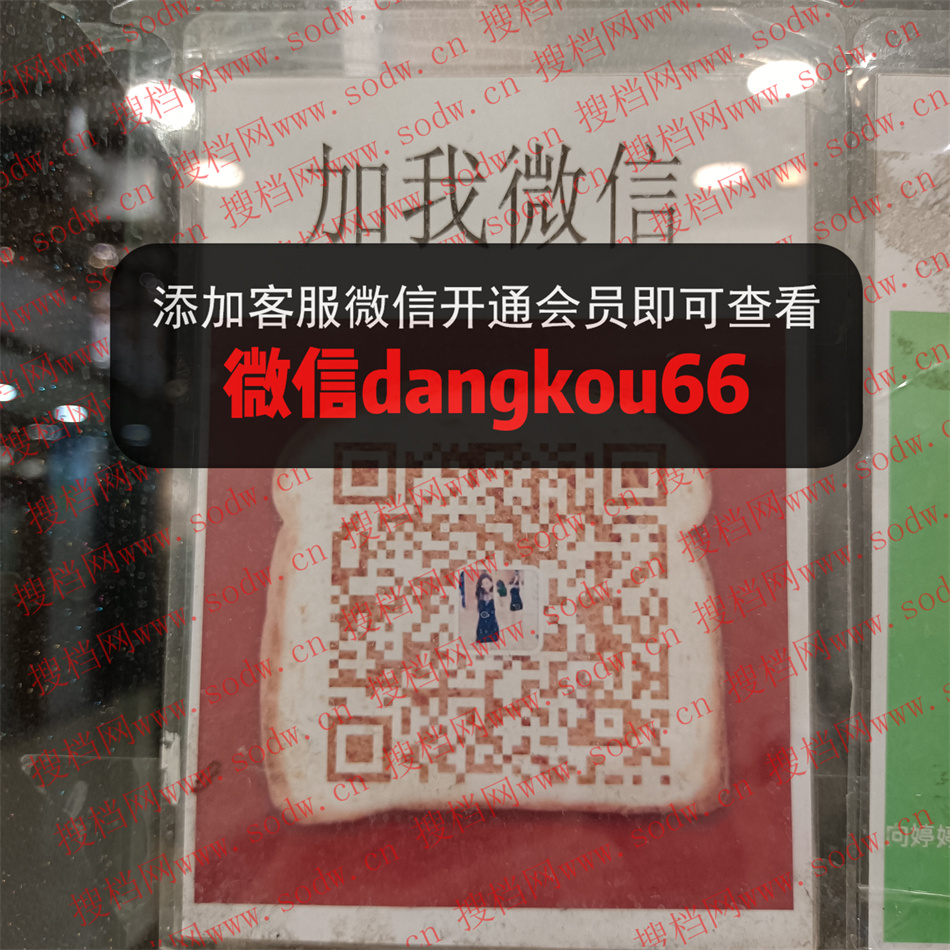 加我微信
添加客服微信开通会员即可查看
微信dangkou66
搜档网www.sodw.cn